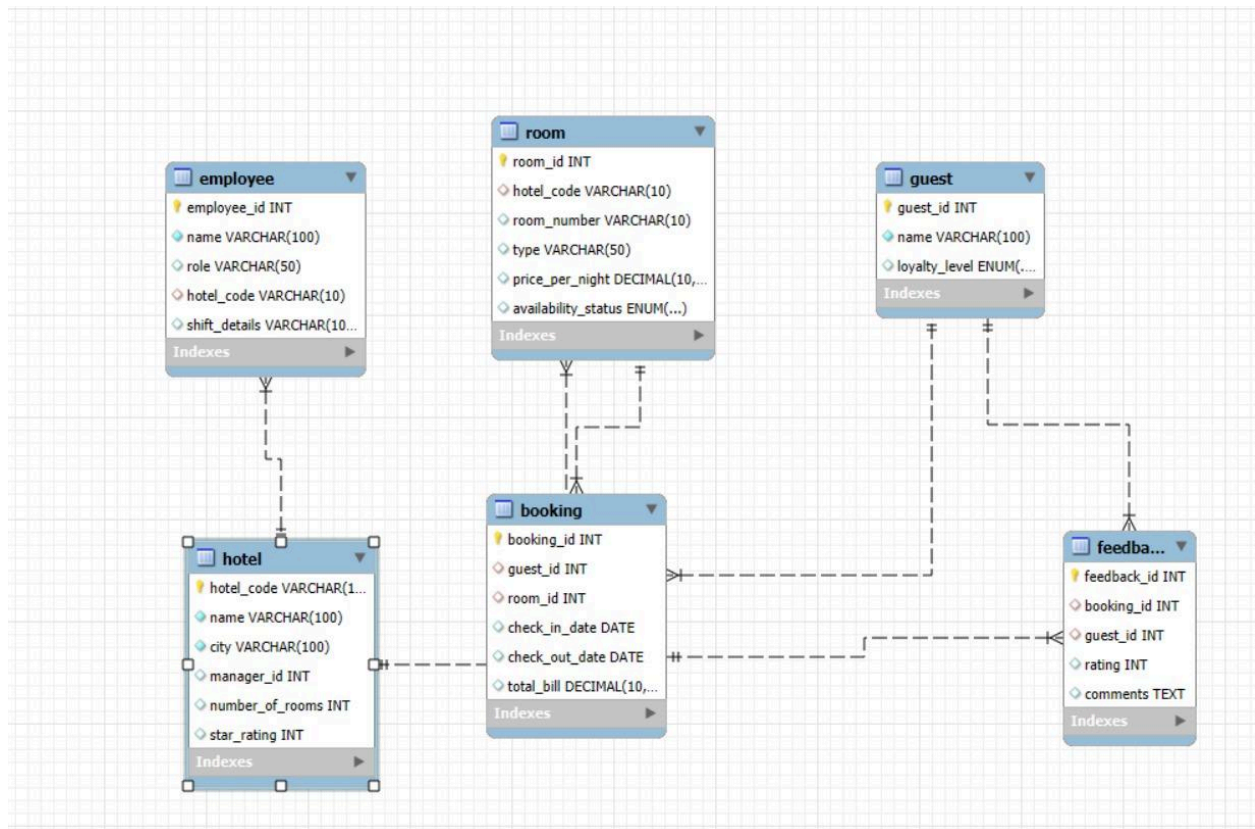 employee
employee_id INT
name VARCHAR(100)
role VARCHAR(50)
hotel_code VARCHAR(10)
shift_details VARCHAR(10...
Indexes
room
room_id INT
hotel_code VARCHAR(10)
room_number VARCHAR(10)
type VARCHAR(50)
price_per_night DECIMAL(10,...
availability_status ENUM(...)
Indexes
guest
guest_id INT
name VARCHAR(100)
loyalty_level ENUM(....
Indexes
hotel
hotel_code VARCHAR(1...
name VARCHAR(100)
city VARCHAR(100)
manager_id INT
number_of_rooms INT
star_rating INT
Indexes
booking
booking_id INT
guest_id INT
room_id INT
check_in_date DATE
check_out_date DATE
total_bill DECIMAL(10,...
Indexes
feedba...
feedback_id INT
booking_id INT
guest_id INT
rating INT
comments TEXT
Indexes